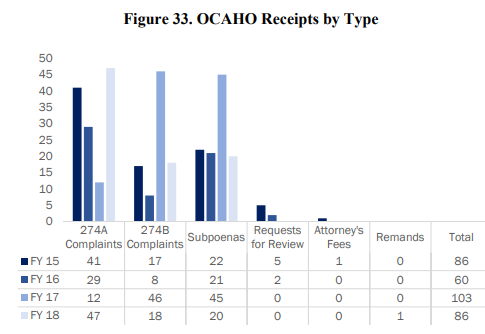 Figure 33. OCAHO Receipts by Type
50
45
40
35
30
25
20
15
10
5
0
274A Complaints 274B Complaints Subpoenas Requests for Review Attorney's Fees Remands Total
FY 15 41 17 22 5 1 0 86
FY 16 29 8 21 2 0 0 60
FY 17 12 46 45 0 0 0 103
FY 18 47 18 20 0 0 1 86